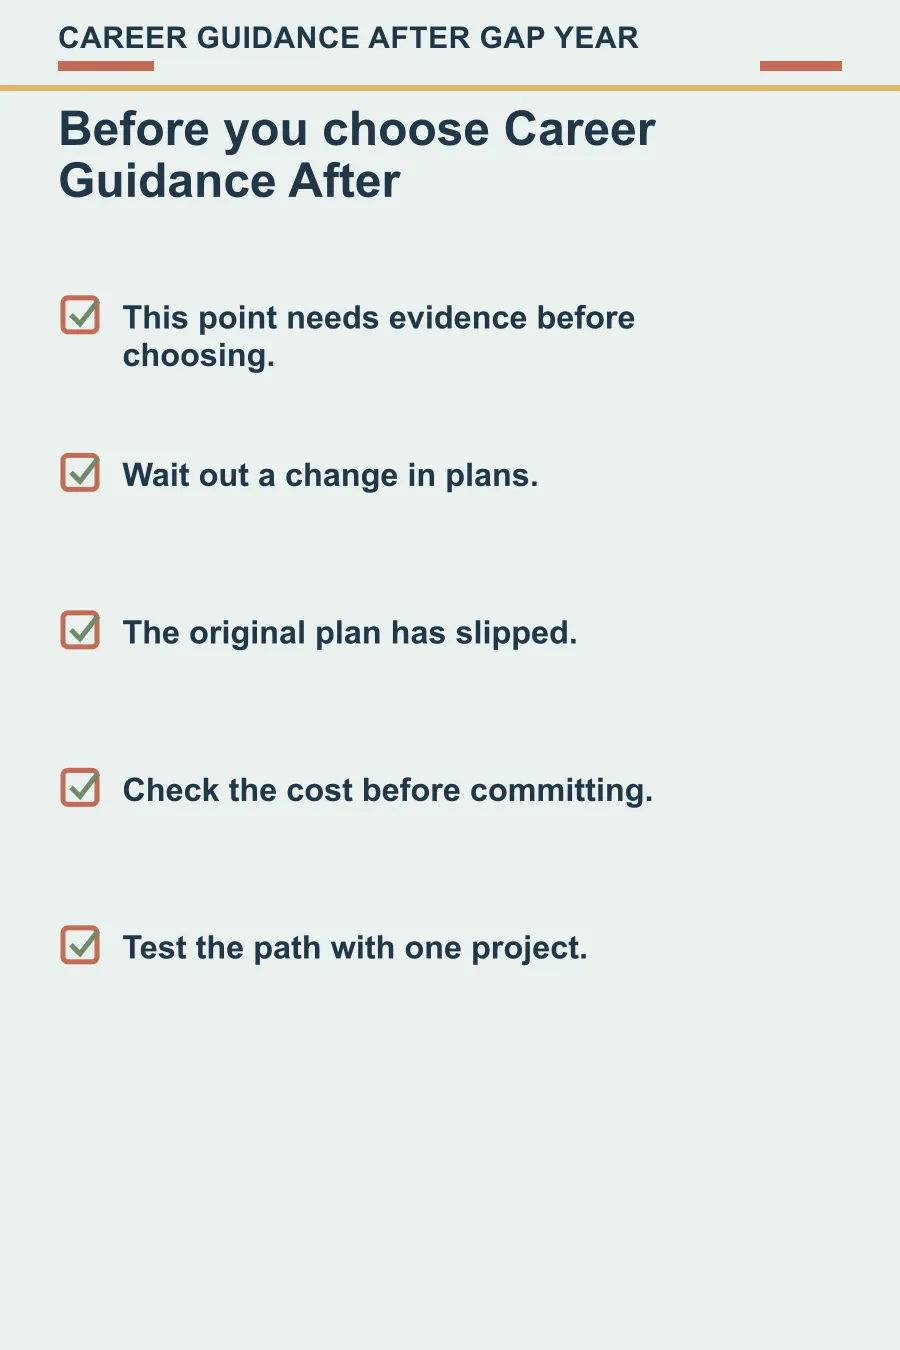 CAREER GUIDANCE AFTER GAP YEAR
Before you choose Career
Guidance After
This point needs evidence before
choosing.
Wait out a change in plans.
The original plan has slipped.
Check the cost before committing.
Test the path with one project.